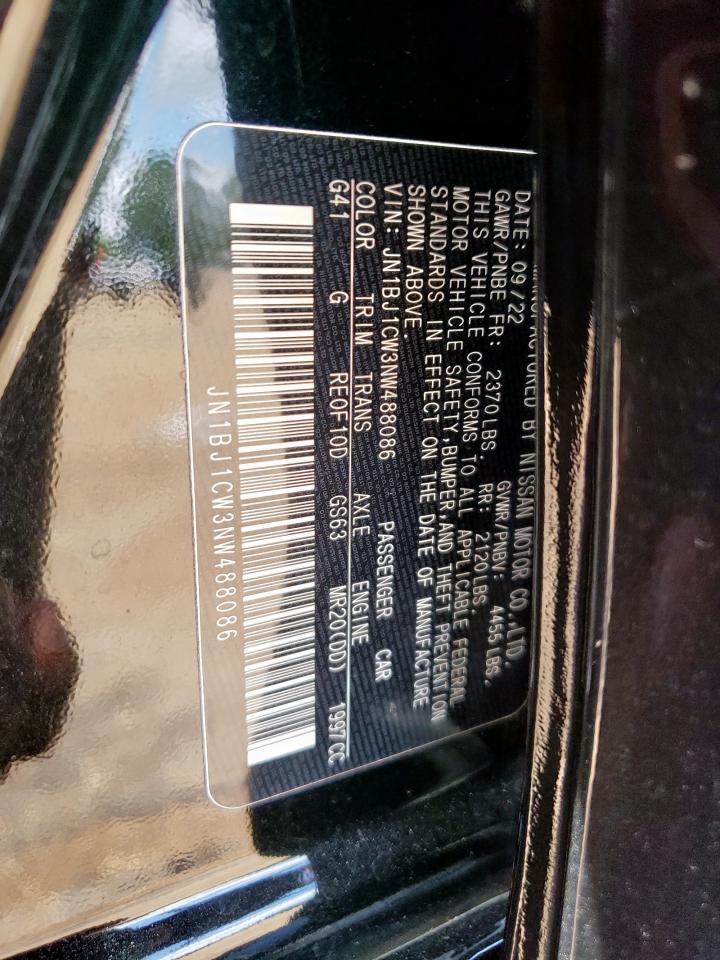 MANUFACTURED BY NISSAN MOTOR CO.,LTD.
DATE: 09/22 GVWR/PNBV: 4455 LBS.
GAWR/PNBE FR: 2370LBS. RR: 2120LBS.
THIS VEHICLE CONFORMS TO ALL APPLICABLE FEDERAL
MOTOR VEHICLE SAFETY,BUMPER,AND THEFT PREVENTION
STANDARDS IN EFFECT ON THE DATE OF MANUFACTURE
SHOWN ABOVE.
VIN: JN1BJ1CW3NW488086 PASSENGER CAR
COLOR TRIM TRANS AXLE ENGINE
G41 G RE0F10D GS63 MR20(DD) 1997CC
JN1BJ1CW3NW488086